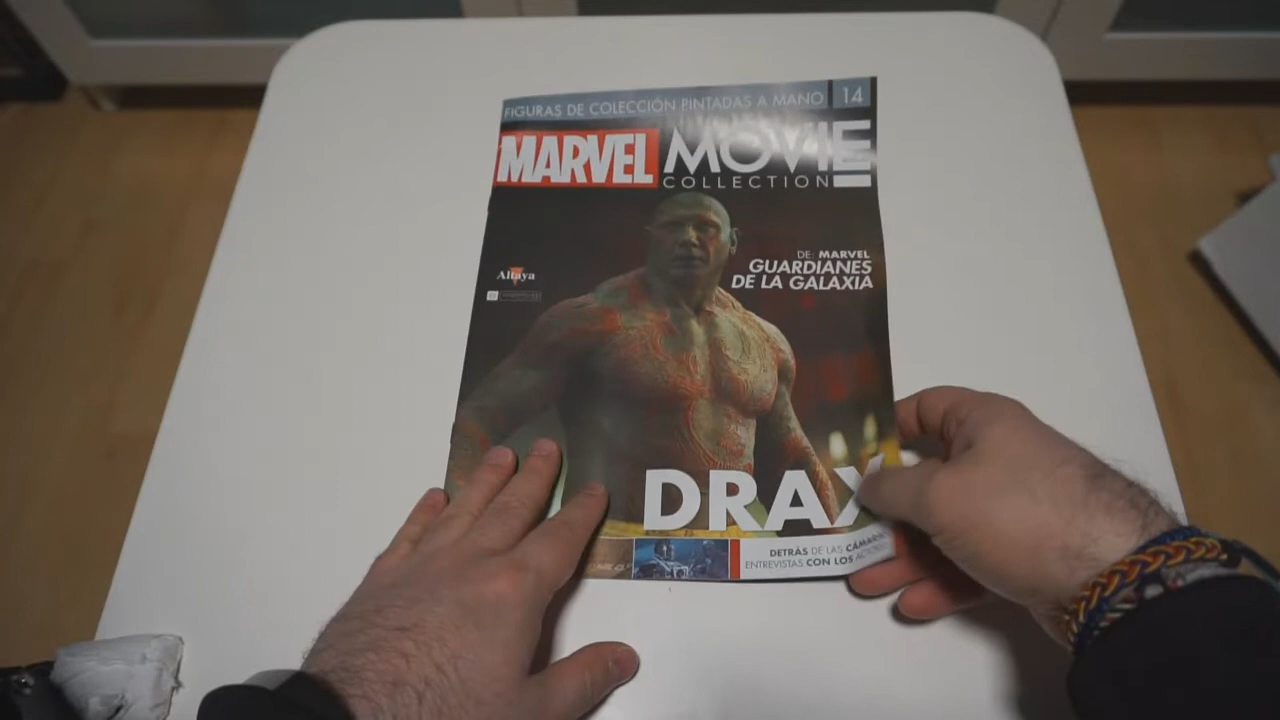 FIGURAS DE COLECCIÓN PINTADAS A MANO 14
MARVEL MOVIE
COLLECTION
DE: MARVEL
GUARDIANES
DE LA GALAXIA
Altaya
DRAX
DETRÁS DE LAS CÁMARAS
ENTREVISTAS CON LOS